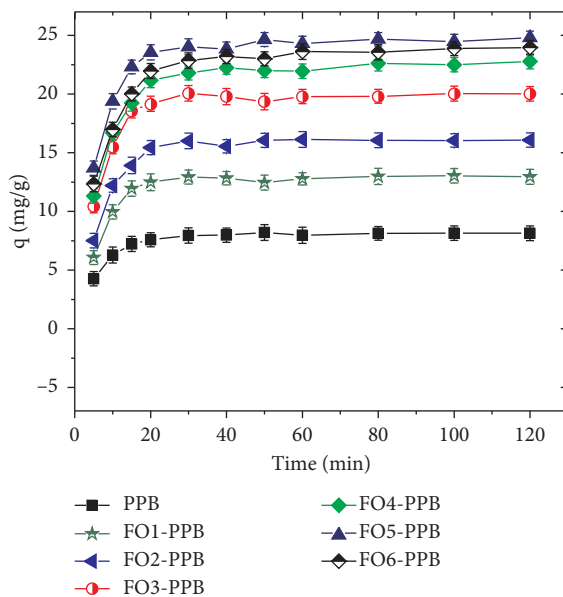 25
20
15
10
5
0
−5
q (mg/g)
0 20 40 60 80 100 120
Time (min)
PPB FO4-PPB
FO1-PPB FO5-PPB
FO2-PPB FO6-PPB
FO3-PPB